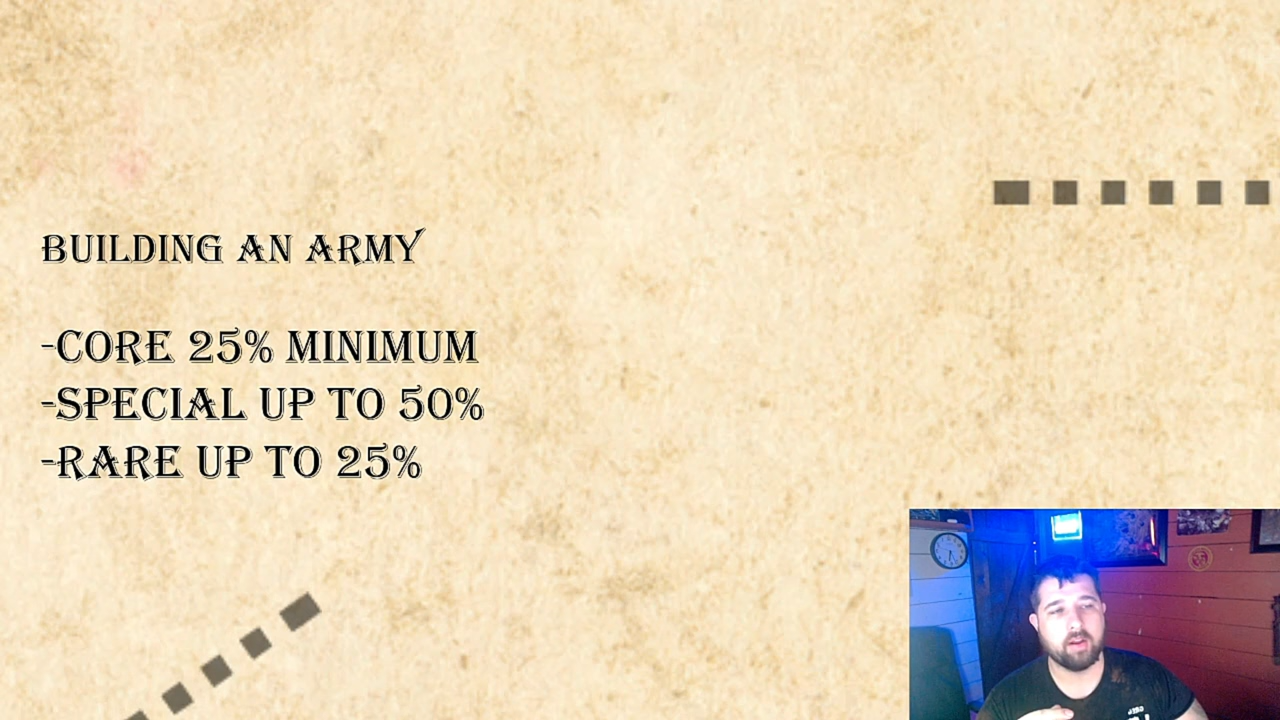 BUILDING AN ARMY
-CORE 25% MINIMUM
-SPECIAL UP TO 50%
-RARE UP TO 25%